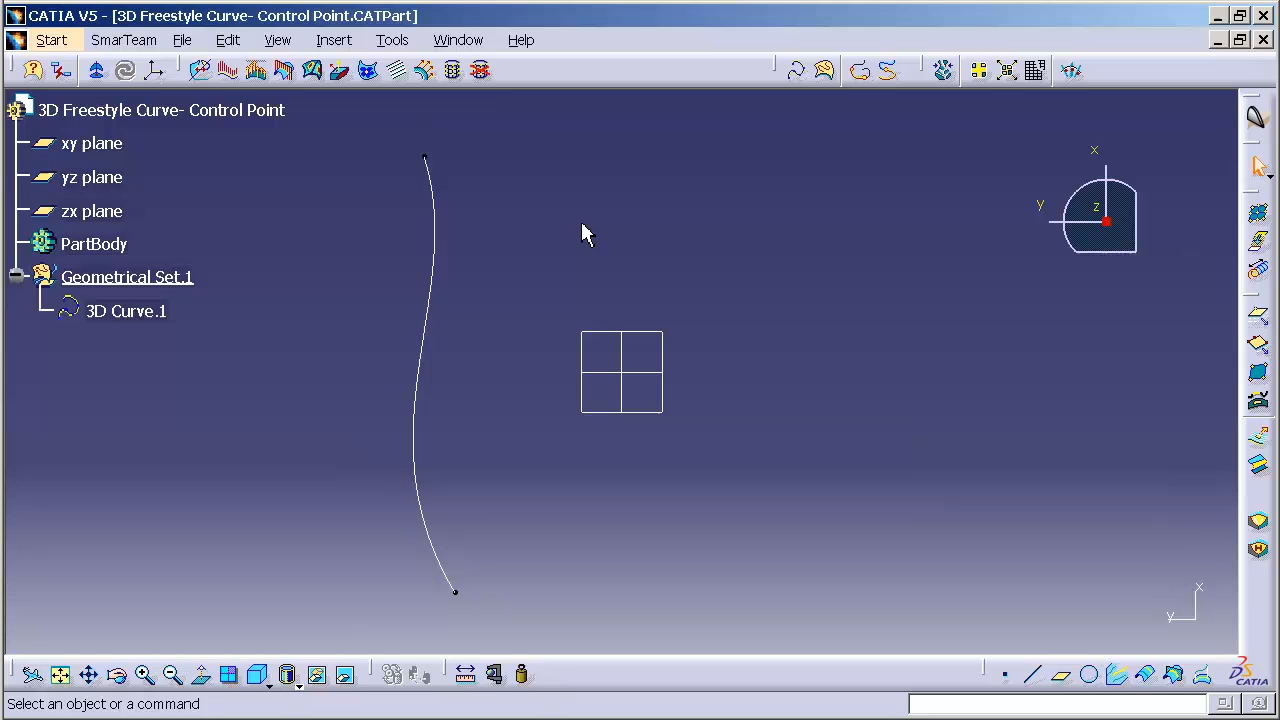 CATIA V5 - [3D Freestyle Curve- Control Point.CATPart]
Start SmarTeam File Edit View Insert Tools Window Help
3D Freestyle Curve- Control Point
xy plane
yz plane
zx plane
PartBody
Geometrical Set.1
3D Curve.1
x
y
z
x
y
CATIA
Select an object or a command